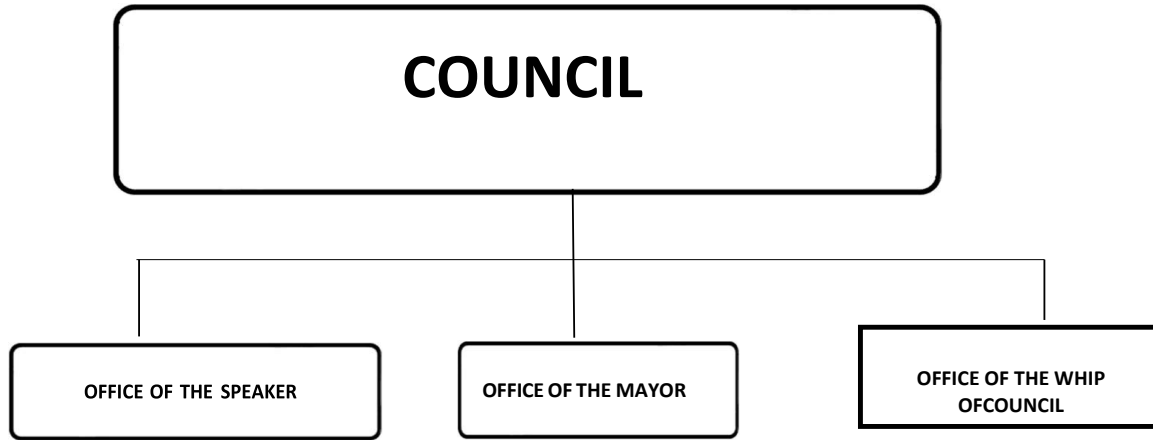 COUNCIL
OFFICE OF THE SPEAKER
OFFICE OF THE MAYOR
OFFICE OF THE WHIP
OFCOUNCIL